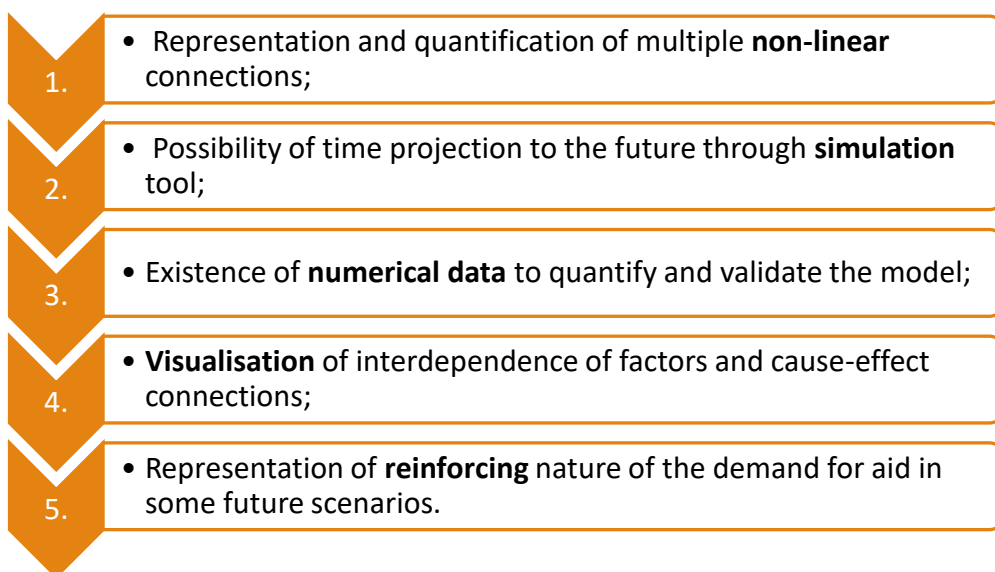 1.
• Representation and quantification of multiple non-linear
connections;
2.
• Possibility of time projection to the future through simulation
tool;
3.
• Existence of numerical data to quantify and validate the model;
4.
• Visualisation of interdependence of factors and cause-effect
connections;
5.
• Representation of reinforcing nature of the demand for aid in
some future scenarios.